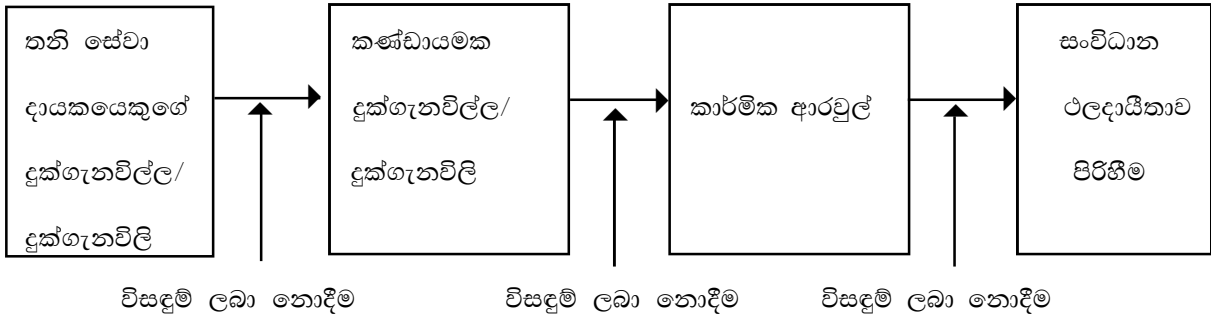 තනි සේවා
දායකයෙකුගේ
දුක්ගැනවිල්ල/
දුක්ගැනවිලි
කණ්ඩායමක
දුක්ගැනවිල්ල/
දුක්ගැනවිලි
කාර්මික ආරවුල්
සංවිධාන
ඵලදායීතාව
පිරිහීම
විසඳුම් ලබා නොදීම
විසඳුම් ලබා නොදීම
විසඳුම් ලබා නොදීම